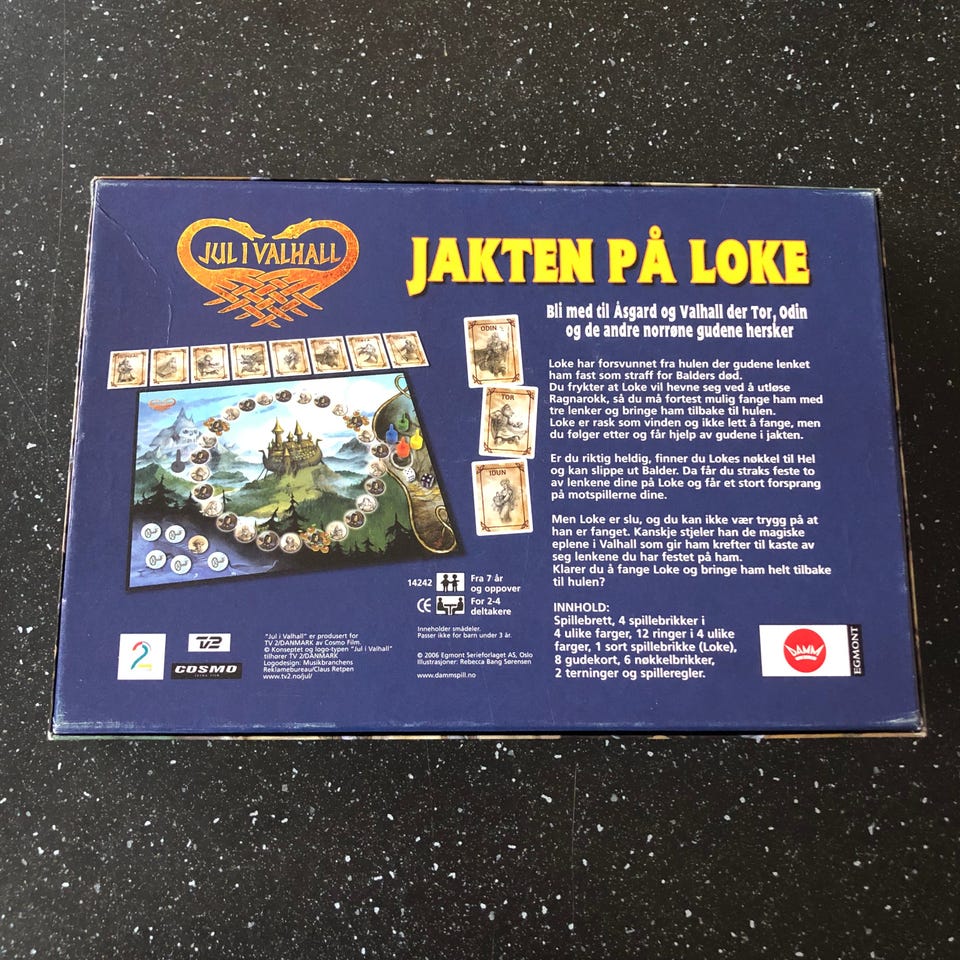 JUL I VALHALL
JAKTEN PÅ LOKE
Bli med til Åsgard og Valhall der Tor, Odin
og de andre norrøne gudene hersker
ODIN
TOR
IDUN
Loke har forsvunnet fra hulen der gudene lenket
ham fast som straff for Balders død.
Du frykter at Loke vil hevne seg ved å utløse
Ragnarokk, så du må fortest mulig fange ham med
tre lenker og bringe ham tilbake til hulen.
Loke er rask som vinden og ikke lett å fange, men
du følger etter og får hjelp av gudene i jakten.
Er du riktig heldig, finner du Lokes nøkkel til Hel
og kan slippe ut Balder. Da får du straks feste to
av lenkene dine på Loke og får et stort forsprang
på motspillerne dine.
Men Loke er slu, og du kan ikke vær trygg på at
han er fanget. Kanskje stjeler han de magiske
eplene i Valhall som gir ham krefter til kaste av
seg lenkene du har festet på ham.
Klarer du å fange Loke og bringe ham helt tilbake
til hulen?
INNHOLD:
Spillebrett, 4 spillebrikker i
4 ulike farger, 12 ringer i 4 ulike
farger, 1 sort spillebrikke (Loke),
8 gudekort, 6 nøkkelbrikker,
2 terninger og spilleregler.
14242
Fra 7 år
og oppover
CE
For 2-4
deltakere
Inneholder smådeler.
Passer ikke for barn under 3 år.
© 2006 Egmont Serieforlaget AS, Oslo
Illustrasjoner: Rebecca Bang Sørensen
www.dammspill.no
2
TV2
COSMO
"Jul i Valhall" er produsert for
TV 2/DANMARK av Cosmo Film.
© Konseptet og logo-typen "Jul i Valhall"
tilhører TV 2/DANMARK
Logodesign: Musikbranchens
Reklamebureau/Claus Retpen
www.tv2.no/jul/
DAMM
EGMONT